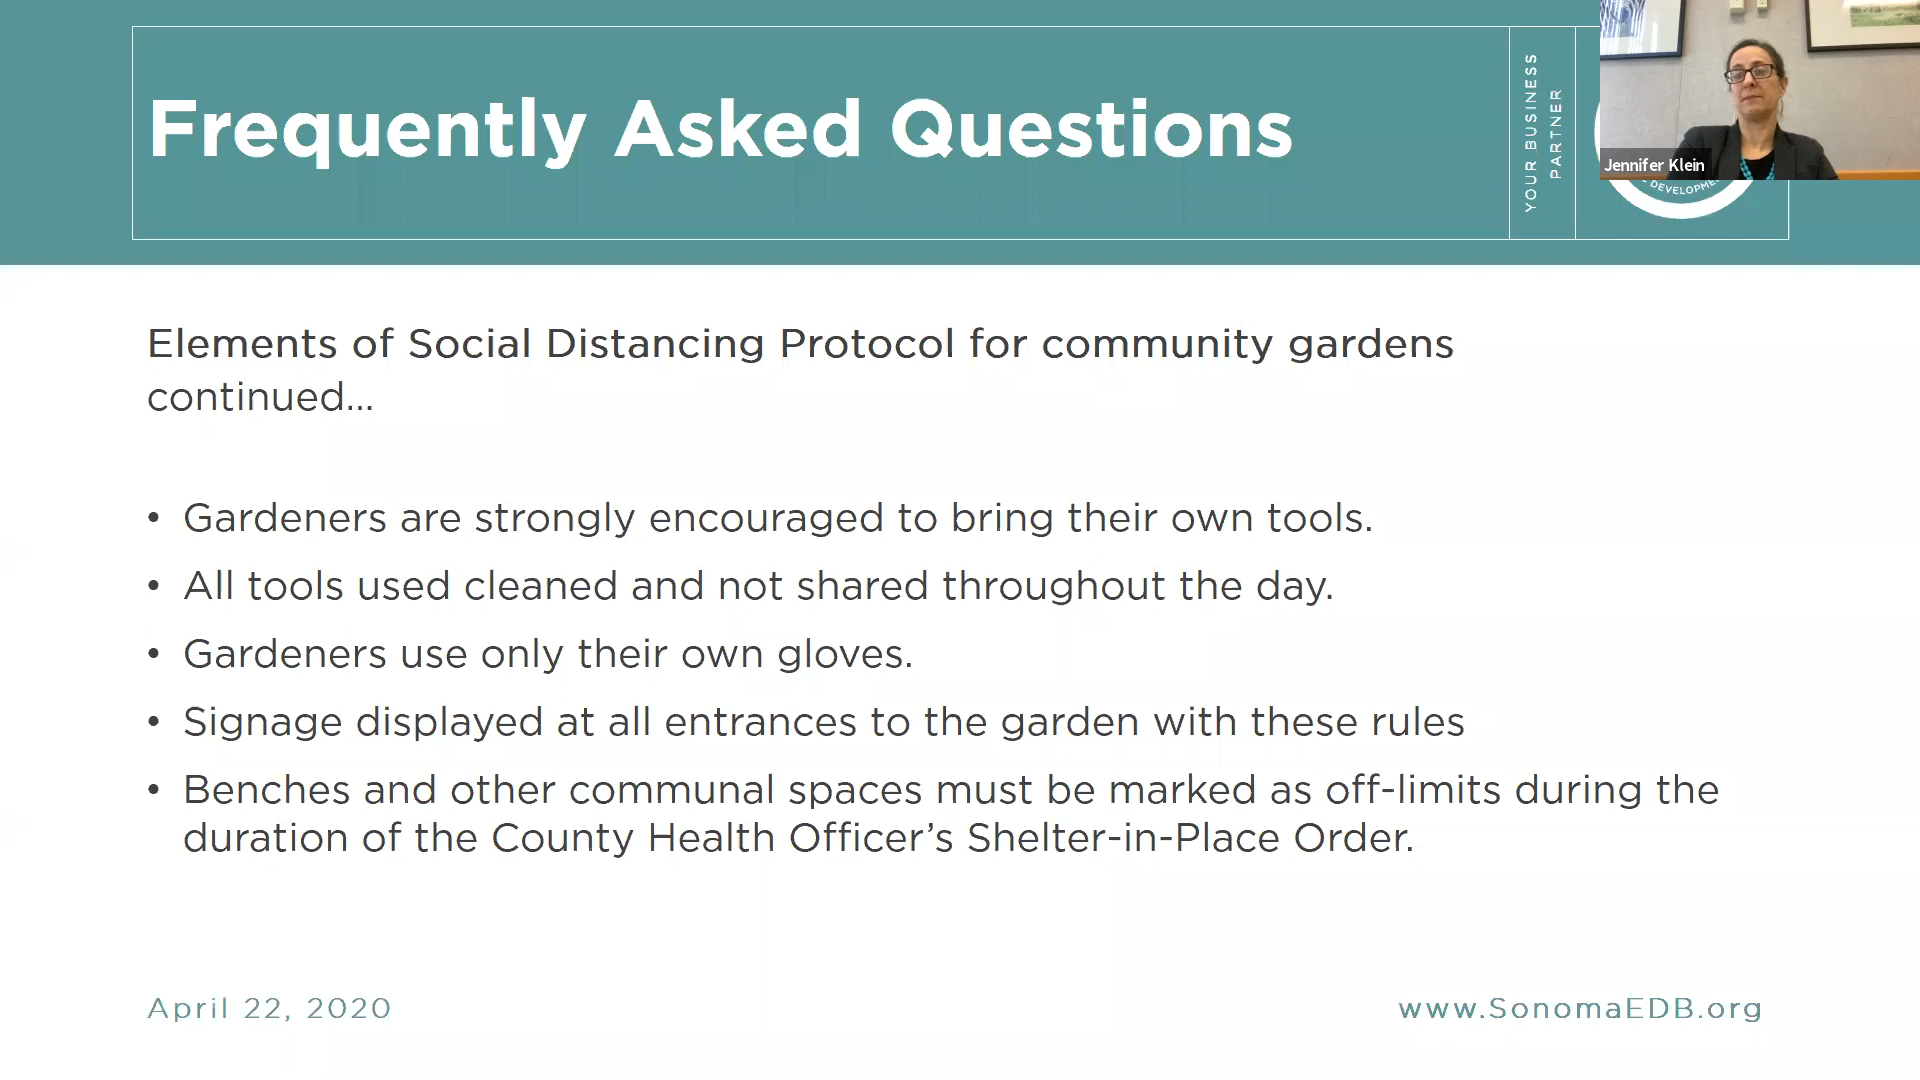 Frequently Asked Questions
YOUR BUSINESS
PARTNER
Jennifer Klein
Elements of Social Distancing Protocol for community gardens
continued...
• Gardeners are strongly encouraged to bring their own tools.
• All tools used cleaned and not shared throughout the day.
• Gardeners use only their own gloves.
• Signage displayed at all entrances to the garden with these rules
• Benches and other communal spaces must be marked as off-limits during the
duration of the County Health Officer’s Shelter-in-Place Order.
April 22, 2020
www.SonomaEDB.org